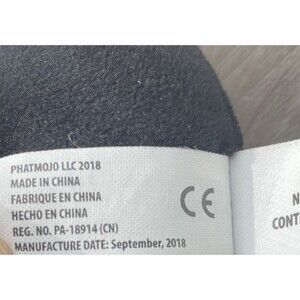 PHATMOJO LLC 2018
MADE IN CHINA
FABRIQUE EN CHINA
HECHO EN CHINA
REG. NO. PA-18914 (CN)
MANUFACTURE DATE: September, 2018
CE
N
CONT